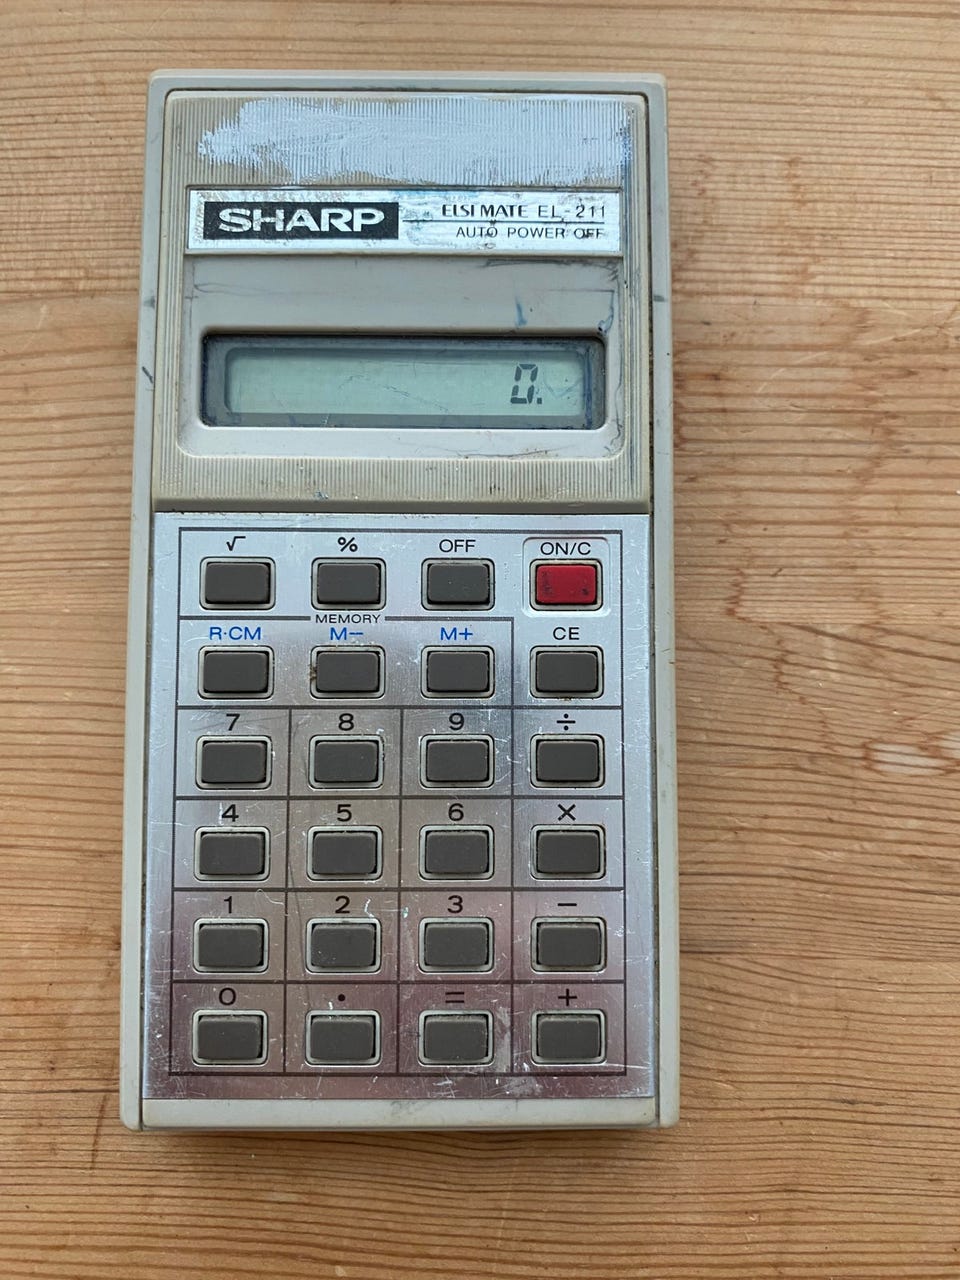 SHARP ELSI MATE EL-211
AUTO POWER OFF
0.
√ % OFF ON/C
MEMORY
R·CM M− M+ CE
7 8 9 ÷
4 5 6 ×
1 2 3 −
0 · = +